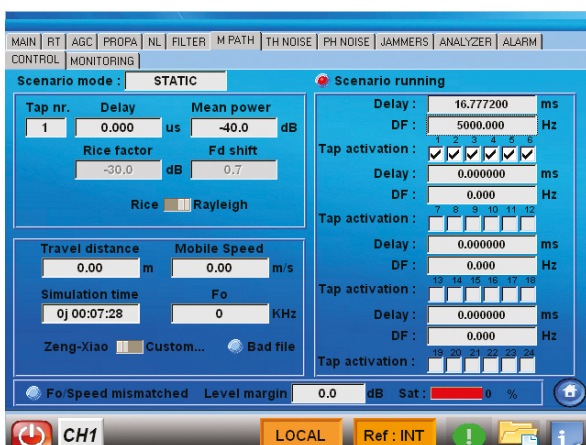 MAIN RT AGC PROPA NL FILTER M PATH TH NOISE PH NOISE JAMMERS ANALYZER ALARM
CONTROL MONITORING
Scenario mode : STATIC Scenario running
Tap nr. Delay Mean power
1 0.000 us -40.0 dB
Rice factor Fd shift
-30.0 dB 0.7
Rice Rayleigh
Travel distance Mobile Speed
0.00 m 0.00 m/s
Simulation time Fo
0j 00:07:28 0 KHz
Zeng-Xiao Custom... Bad file
Delay : 16.777200 ms
DF : 5000.000 Hz
1 2 3 4 5 6
Tap activation :
Delay : 0.000000 ms
DF : 0.000 Hz
7 8 9 10 11 12
Tap activation :
Delay : 0.000000 ms
DF : 0.000 Hz
13 14 15 16 17 18
Tap activation :
Delay : 0.000000 ms
DF : 0.000 Hz
19 20 21 22 23 24
Tap activation :
Fo/Speed mismatched Level margin 0.0 dB Sat : 0 %
CH1 LOCAL Ref : INT